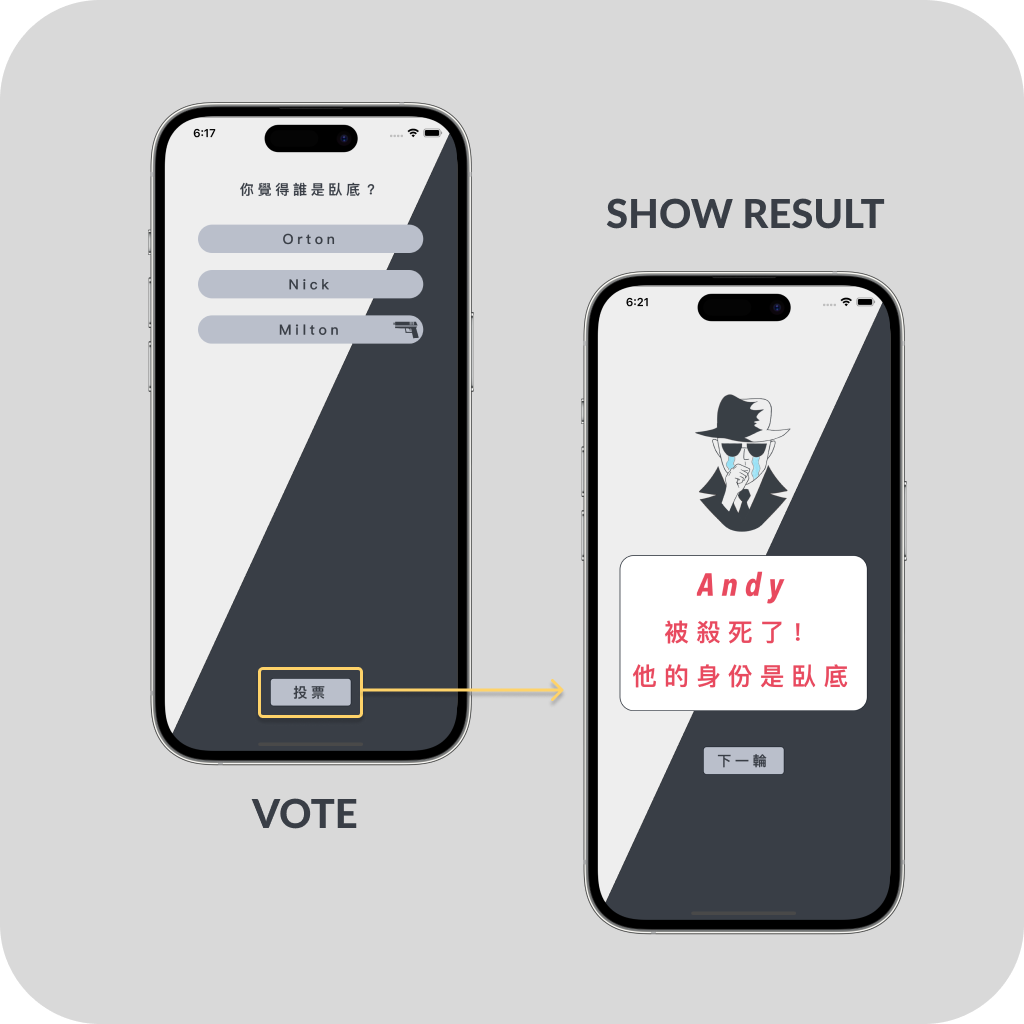 6:17
你覺得誰是臥底？
Orton
Nick
Milton
投票
VOTE
SHOW RESULT
6:21
Andy
被殺死了!
他的身份是臥底
下一輪